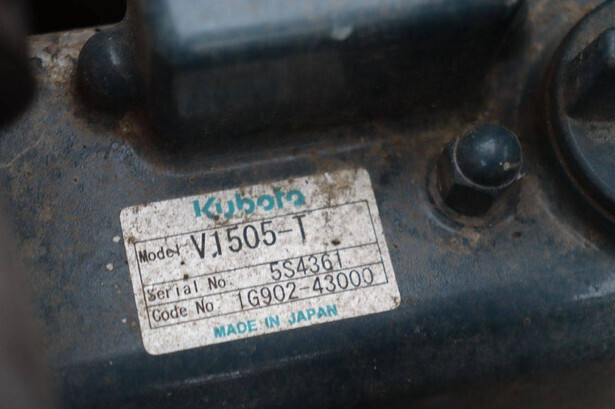 Kubota
Model V1505-T
Serial No. 5S4361
Code No. 1G902-43000
MADE IN JAPAN